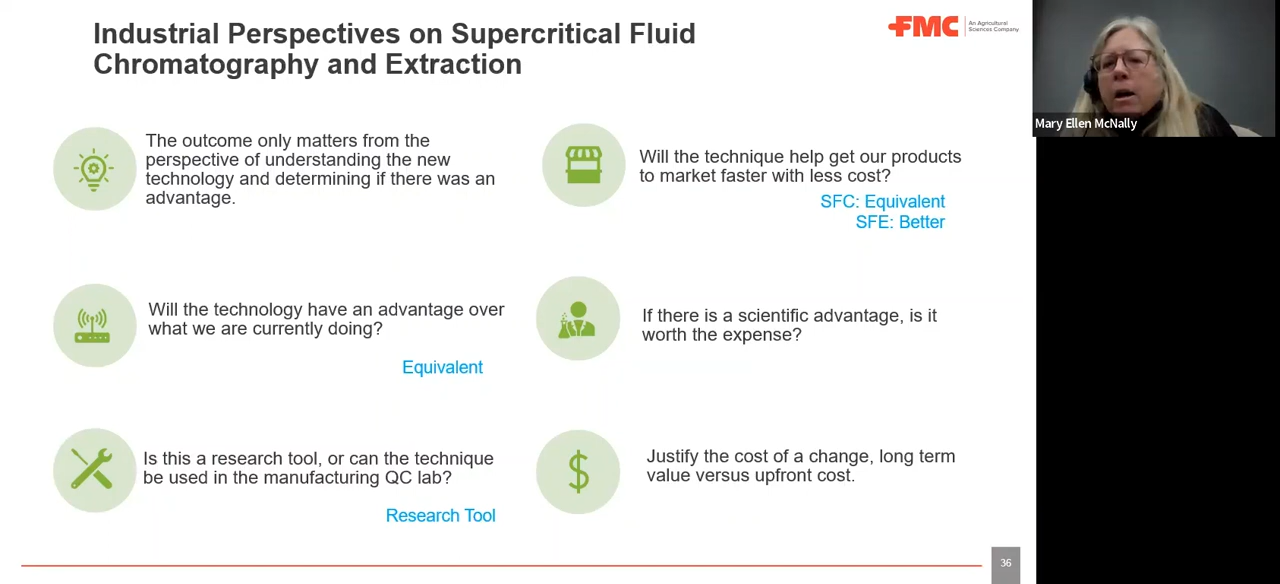 Industrial Perspectives on Supercritical Fluid
Chromatography and Extraction
FMC
An Agricultural
Sciences Company
Mary Ellen McNally
The outcome only matters from the
perspective of understanding the new
technology and determining if there was an
advantage.
Will the technique help get our products
to market faster with less cost?
SFC: Equivalent
SFE: Better
Will the technology have an advantage over
what we are currently doing?
Equivalent
If there is a scientific advantage, is it
worth the expense?
Is this a research tool, or can the technique
be used in the manufacturing QC lab?
Research Tool
Justify the cost of a change, long term
value versus upfront cost.
36